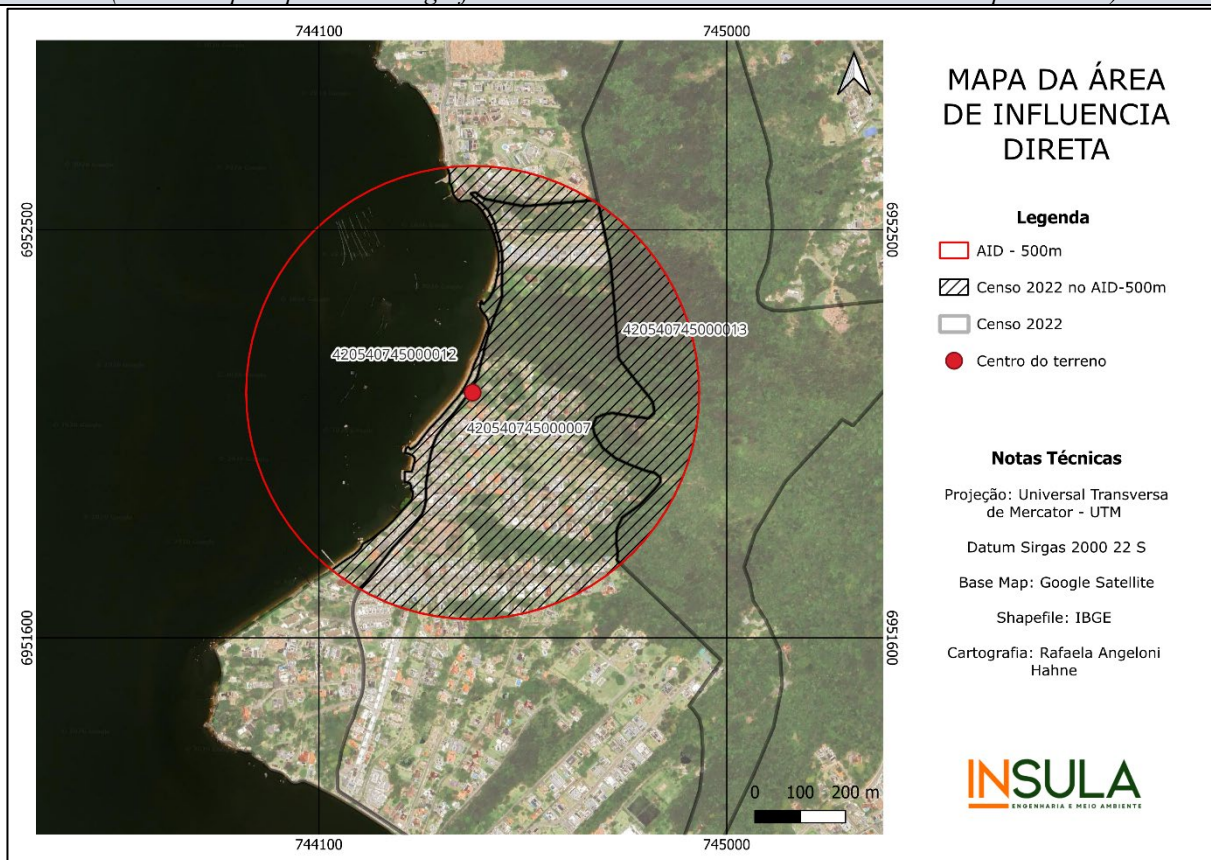 744100
745000
6952500
6952500
420540745000013
420540745000012
420540745000007
6951600
6951600
0 100 200 m
744100
745000
MAPA DA ÁREA
DE INFLUENCIA
DIRETA
Legenda
AID - 500m
Censo 2022 no AID-500m
Censo 2022
Centro do terreno
Notas Técnicas
Projeção: Universal Transversa
de Mercator - UTM
Datum Sirgas 2000 22 S
Base Map: Google Satellite
Shapefile: IBGE
Cartografia: Rafaela Angeloni
Hahne
INSULA
ENGENHARIA E MEIO AMBIENTE